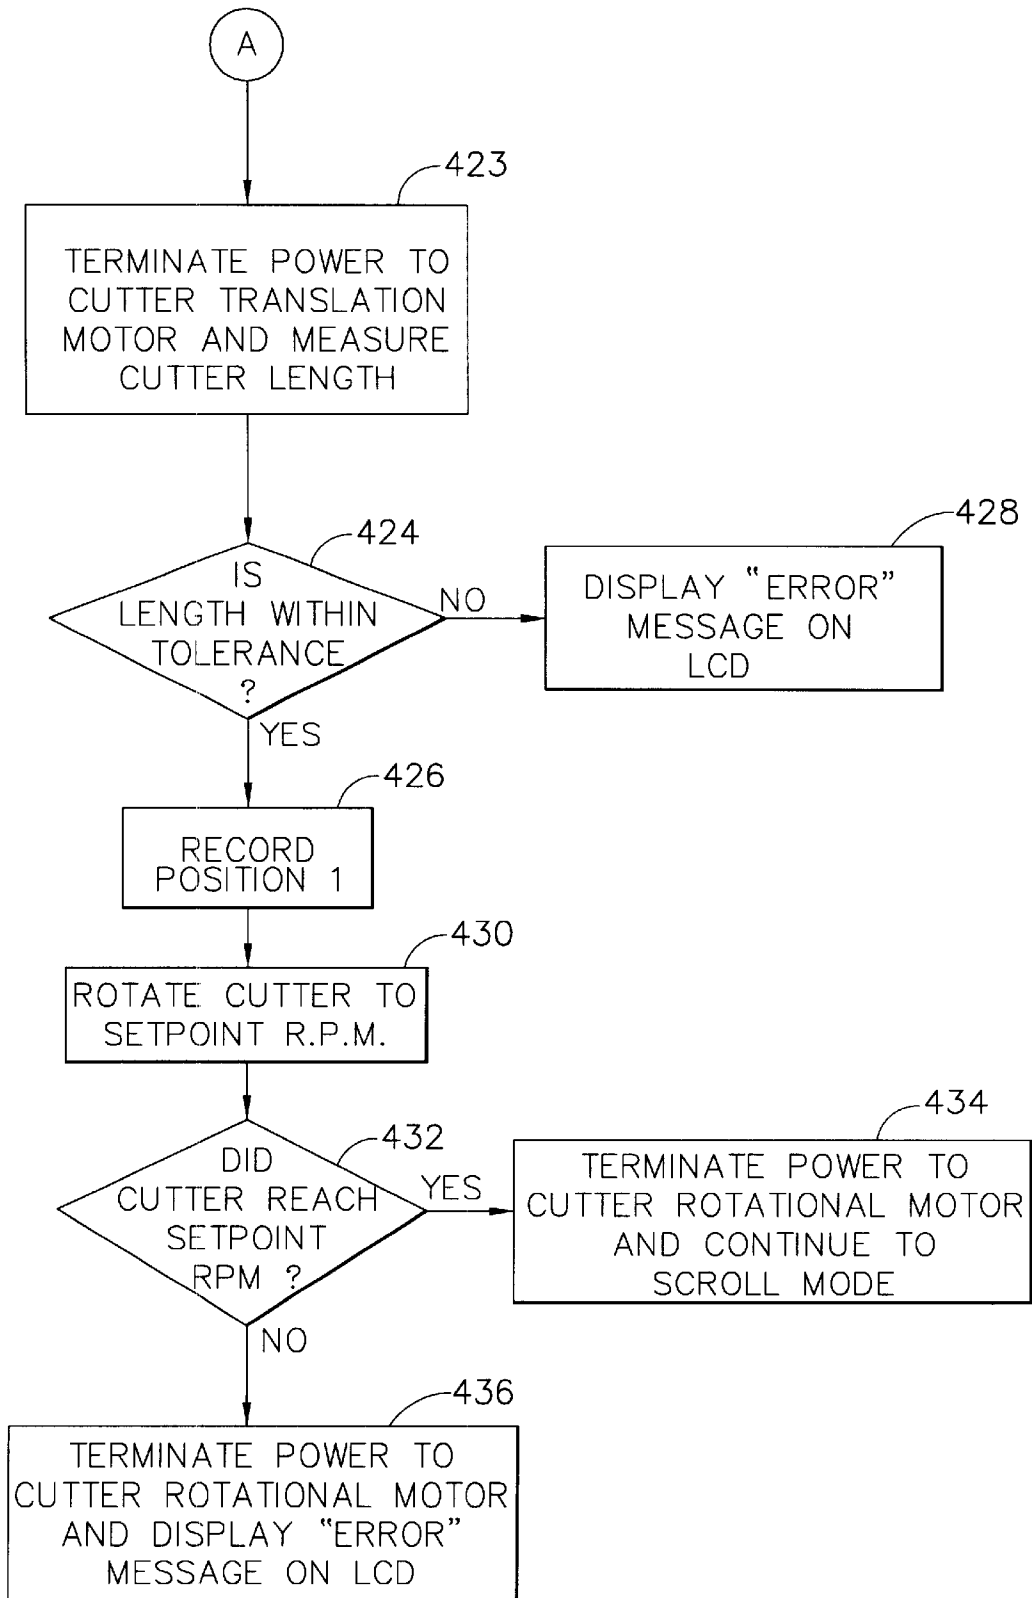 A
423
TERMINATE POWER TO
CUTTER TRANSLATION
MOTOR AND MEASURE
CUTTER LENGTH
424
IS
LENGTH WITHIN
TOLERANCE
?
NO
428
DISPLAY “ERROR”
MESSAGE ON
LCD
YES
426
RECORD
POSITION 1
430
ROTATE CUTTER TO
SETPOINT R.P.M.
432
DID
CUTTER REACH
SETPOINT
RPM ?
YES
434
TERMINATE POWER TO
CUTTER ROTATIONAL MOTOR
AND CONTINUE TO
SCROLL MODE
NO
436
TERMINATE POWER TO
CUTTER ROTATIONAL MOTOR
AND DISPLAY “ERROR”
MESSAGE ON LCD